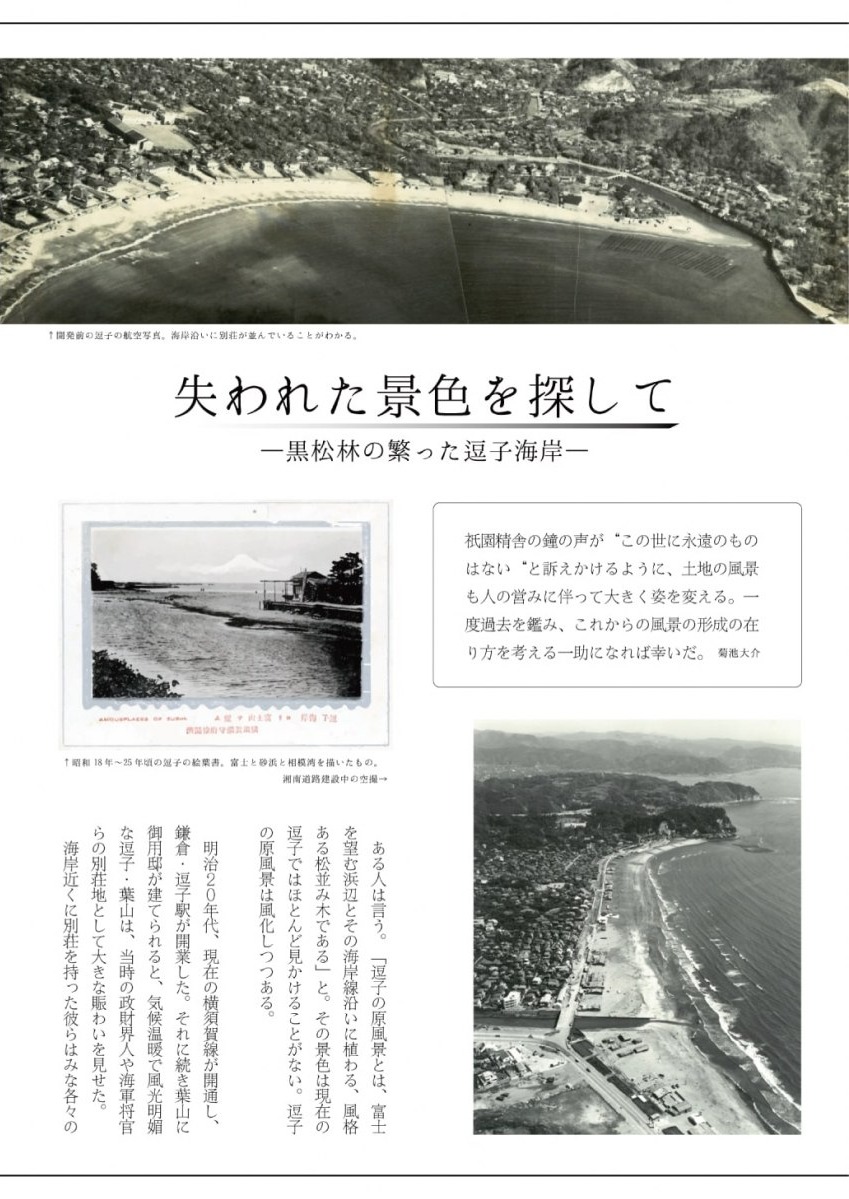 ↑開発前の逗子の航空写真。海岸沿いに別荘が並んでいることがわかる。
失われた景色を探して
―黒松林の繁った逗子海岸―
祇園精舎の鐘の声が“この世に永遠のもの
はない“と訴えかけるように、土地の風景
も人の営みに伴って大きく姿を変える。一
度過去を鑑み、これからの風景の形成の在
り方を考える一助になれば幸いだ。 菊池大介
↑昭和 18年〜25年頃の逗子の絵葉書。富士と砂浜と相模湾を描いたもの。
湘南道路建設中の空撮→
ある人は言う。「逗子の原風景とは、富士
を望む浜辺とその海岸線沿いに植わる、風格
ある松並み木である」と。その景色は現在の
逗子ではほとんど見かけることがない。逗子
の原風景は風化しつつある。
明治２０年代、現在の横須賀線が開通し、
鎌倉・逗子駅が開業した。それに続き葉山に
御用邸が建てられると、気候温暖で風光明媚
な逗子・葉山は、当時の政財界人や海軍将官
らの別荘地として大きな賑わいを見せた。
海岸近くに別荘を持った彼らはみな各々の